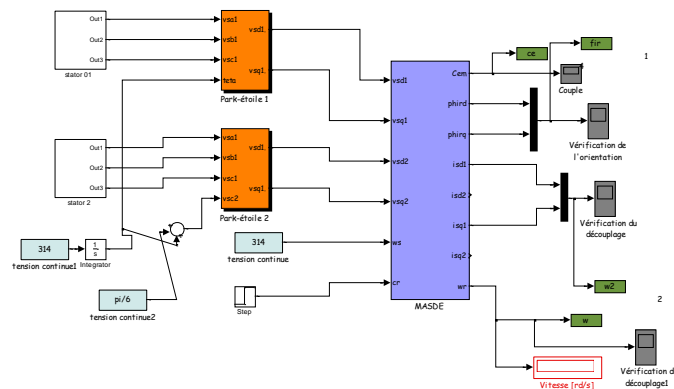 Out1
Out2
Out3
stator 01
vsa1
vsb1
vsc1
teta
vsd1
vsq1
Park-étoile 1
Out1
Out2
Out3
stator 2
vsa1
vsb1
vsc1
vsc2
vsd1
vsq1
Park-étoile 2
314
tension continue1
1
s
Integrator
pi/6
tension continue2
314
tension continue
Step
vsd1
vsq1
vsd2
vsq2
ws
cr
Cem
phird
phirq
isd1
isd2
isq1
isq2
wr
MASDE
ce
fir
1
Couple
Vérification de
l'orientation
Vérification du
découplage
w2
2
w
Vitesse [rd/s]
Vérification d
découplage1